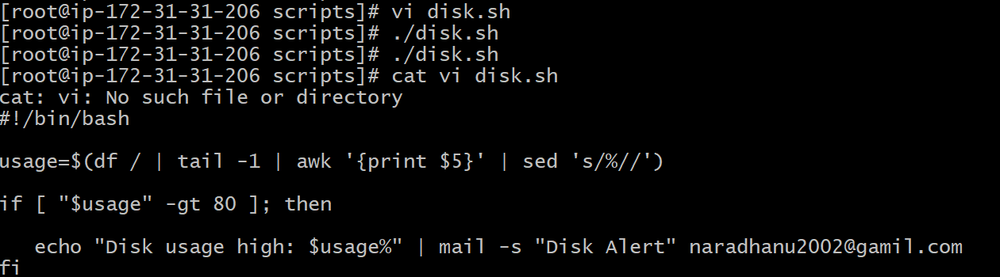 [root@ip-172-31-31-206 scripts]# vi disk.sh
[root@ip-172-31-31-206 scripts]# ./disk.sh
[root@ip-172-31-31-206 scripts]# ./disk.sh
[root@ip-172-31-31-206 scripts]# cat vi disk.sh
cat: vi: No such file or directory
#!/bin/bash
usage=$(df / | tail -1 | awk '{print $5}' | sed 's/%//')
if [ "$usage" -gt 80 ]; then
   echo "Disk usage high: $usage%" | mail -s "Disk Alert" naradhanu2002@gamil.com
fi